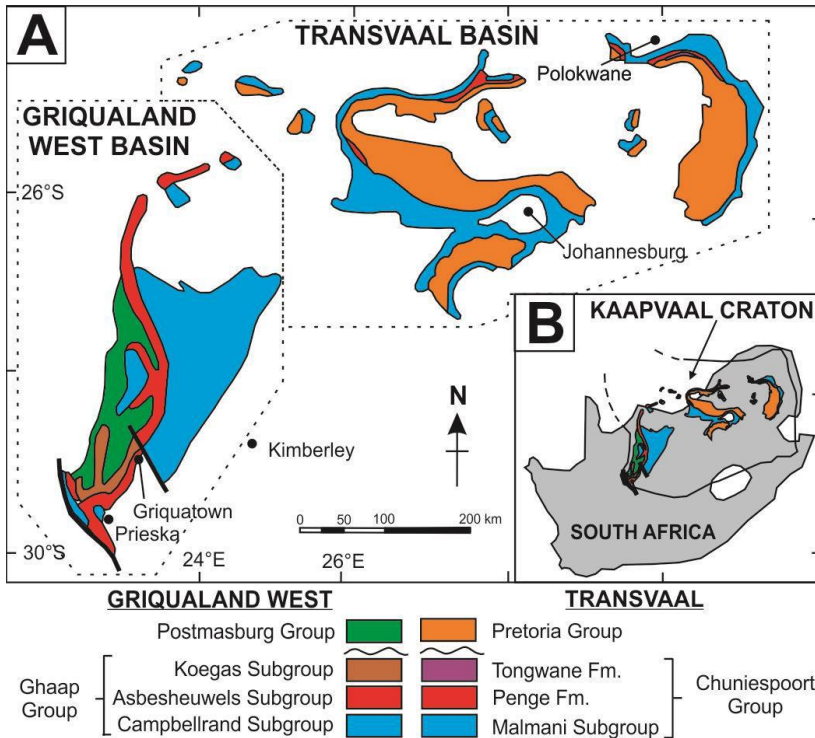 A
TRANSVAAL BASIN
Polokwane
GRIQUALAND
WEST BASIN
26°S
Johannesburg
B
KAAPVAAL CRATON
N
Kimberley
Griquatown
Prieska
0 50 100 200 km
SOUTH AFRICA
30°S
24°E
26°E
GRIQUALAND WEST
TRANSVAAL
Postmasburg Group
Pretoria Group
Koegas Subgroup
Tongwane Fm.
Ghaap
Group
Asbesheuwels Subgroup
Penge Fm.
Chuniespoort
Group
Campbellrand Subgroup
Malmani Subgroup